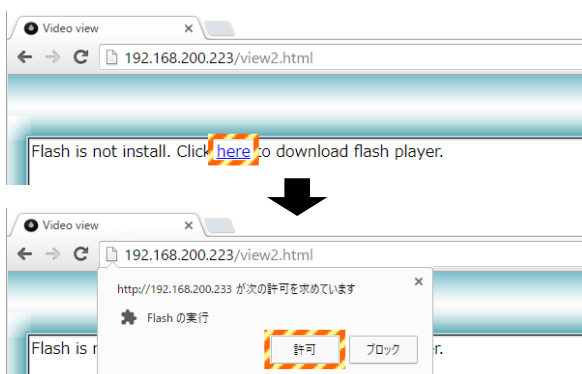 Video view
192.168.200.223/view2.html
Flash is not install. Click here to download flash player.
Video view
192.168.200.223/view2.html
http://192.168.200.233 が次の許可を求めています
Flash の実行
許可
ブロック
Flash is r
r.